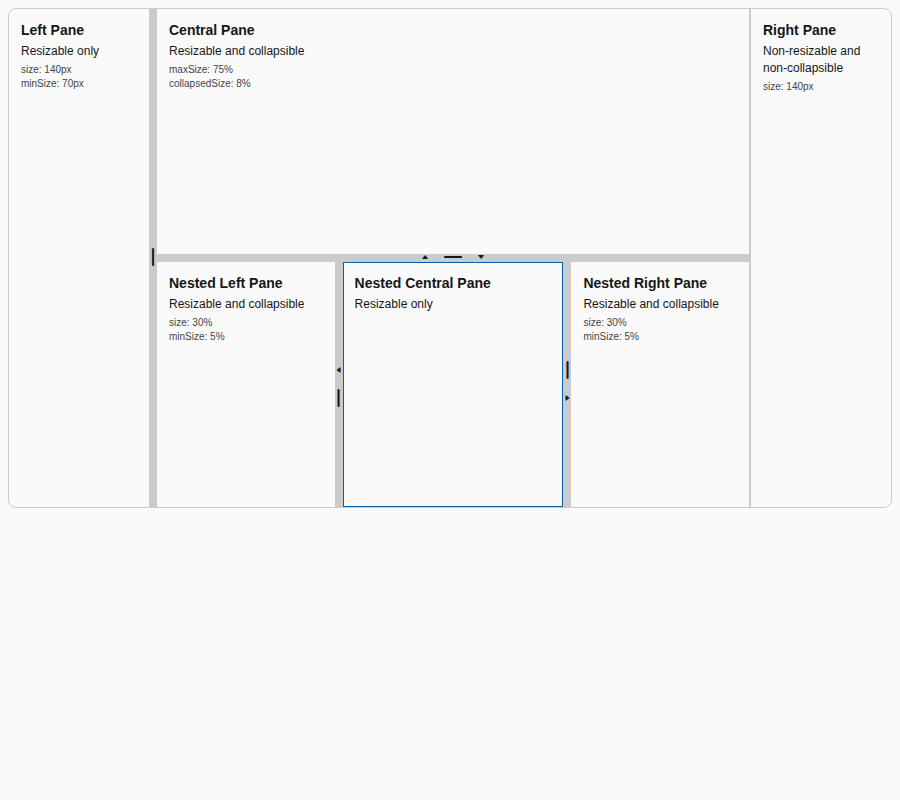 Left Pane
Resizable only
size: 140px
minSize: 70px
Central Pane
Resizable and collapsible
maxSize: 75%
collapsedSize: 8%
Right Pane
Non-resizable and
non-collapsible
size: 140px
Nested Left Pane
Resizable and collapsible
size: 30%
minSize: 5%
Nested Central Pane
Resizable only
Nested Right Pane
Resizable and collapsible
size: 30%
minSize: 5%